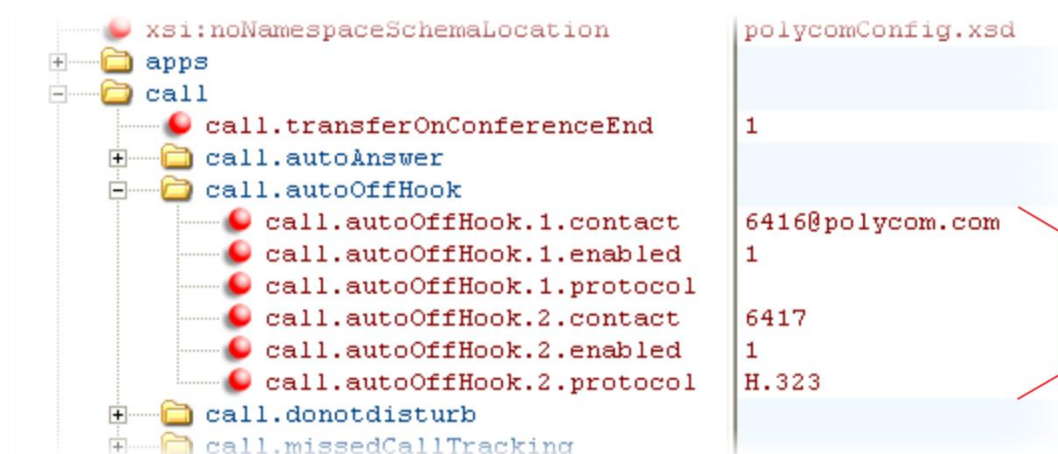 xsi:noNamespaceSchemaLocation polycomConfig.xsd
apps
call
call.transferOnConferenceEnd 1
call.autoAnswer
call.autoOffHook
call.autoOffHook.1.contact 6416@polycom.com
call.autoOffHook.1.enabled 1
call.autoOffHook.1.protocol
call.autoOffHook.2.contact 6417
call.autoOffHook.2.enabled 1
call.autoOffHook.2.protocol H.323
call.donotdisturb
call.missedCallTracking